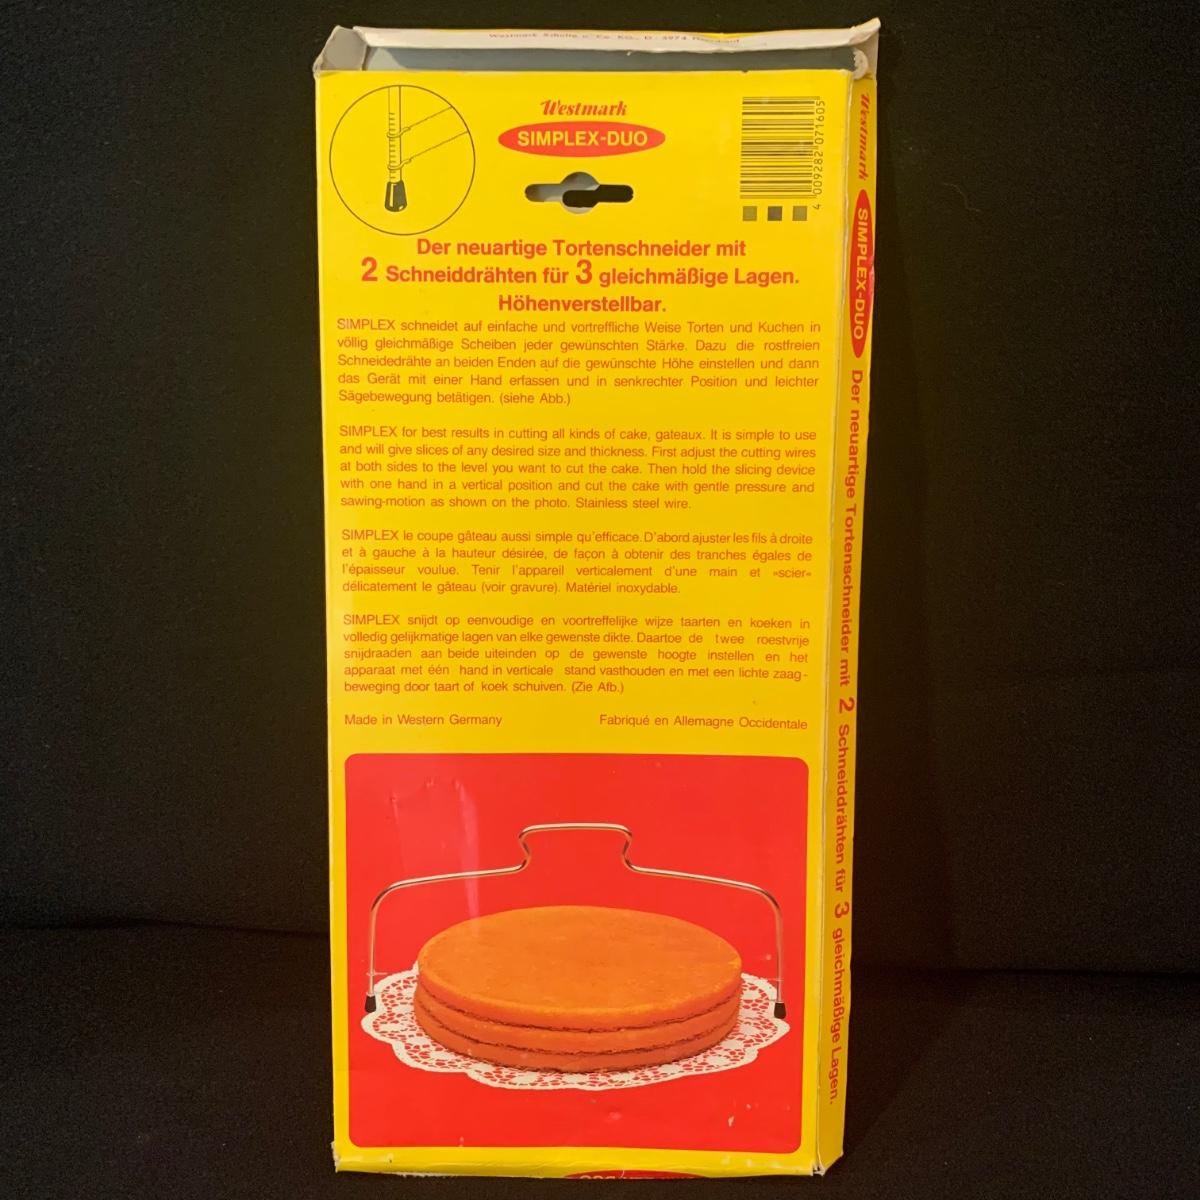 Westmark
SIMPLEX-DUO
4 009282 071605
Der neuartige Tortenschneider mit
2 Schneiddrähten für 3 gleichmäßige Lagen.
Höhenverstellbar.
SIMPLEX schneidet auf einfache und vortreffliche Weise Torten und Kuchen in
völlig gleichmäßige Scheiben jeder gewünschten Stärke. Dazu die rostfreien
Schneidedrähte an beiden Enden auf die gewünschte Höhe einstellen und dann
das Gerät mit einer Hand erfassen und in senkrechter Position und leichter
Sägebewegung betätigen. (siehe Abb.)
SIMPLEX for best results in cutting all kinds of cake, gateaux. It is simple to use
and will give slices of any desired size and thickness. First adjust the cutting wires
at both sides to the level you want to cut the cake. Then hold the slicing device
with one hand in a vertical position and cut the cake with gentle pressure and
sawing-motion as shown on the photo. Stainless steel wire.
SIMPLEX le coupe gâteau aussi simple qu'efficace. D'abord ajuster les fils à droite
et à gauche à la hauteur désirée, de façon à obtenir des tranches égales de
l'épaisseur voulue. Tenir l'appareil verticalement d'une main et »scier«
délicatement le gâteau (voir gravure). Matériel inoxydable.
SIMPLEX snijdt op eenvoudige en voortreffelijke wijze taarten en koeken in
volledig gelijkmatige lagen van elke gewenste dikte. Daartoe de twee roestvrije
snijdraaden aan beide uiteinden op de gewenste hoogte instellen en het
apparaat met één hand in verticale stand vasthouden en met een lichte zaag-
beweging door taart of koek schuiven. (Zie Afb.)
Made in Western Germany Fabriqué en Allemagne Occidentale
Westmark SIMPLEX-DUO Der neuartige Tortenschneider mit 2 Schneiddrähten für 3 gleichmäßige Lagen.